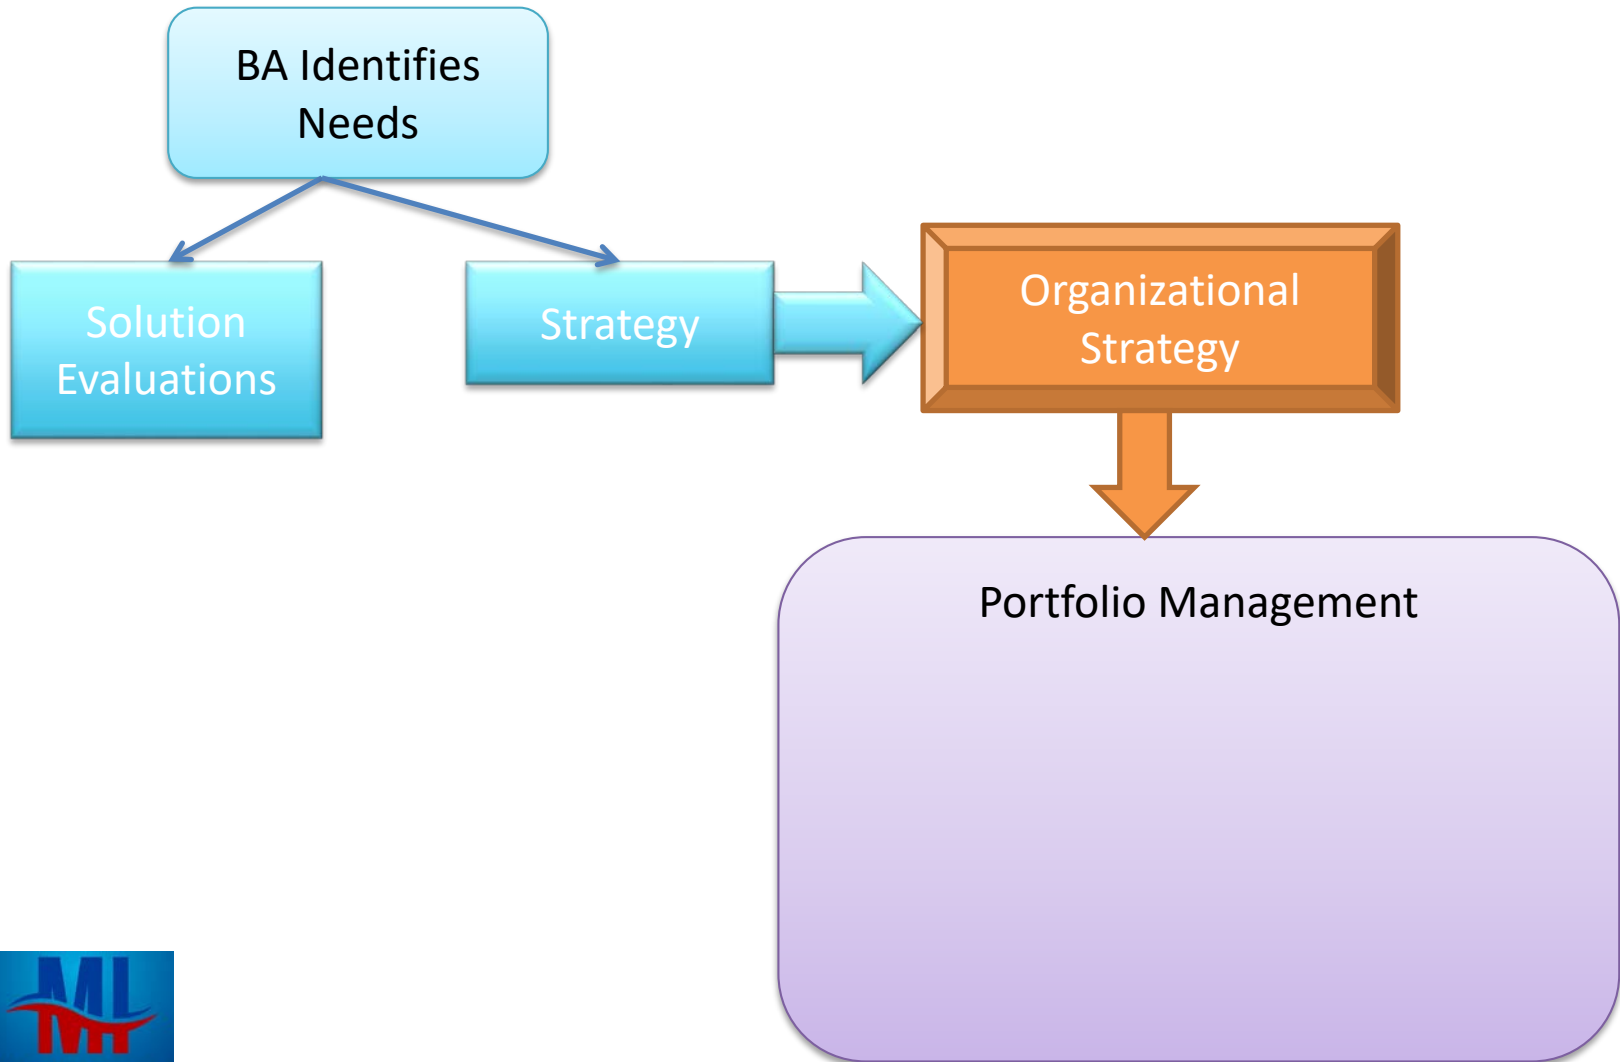 BA Identifies
Needs
Solution
Evaluations
Strategy
Organizational
Strategy
Portfolio Management